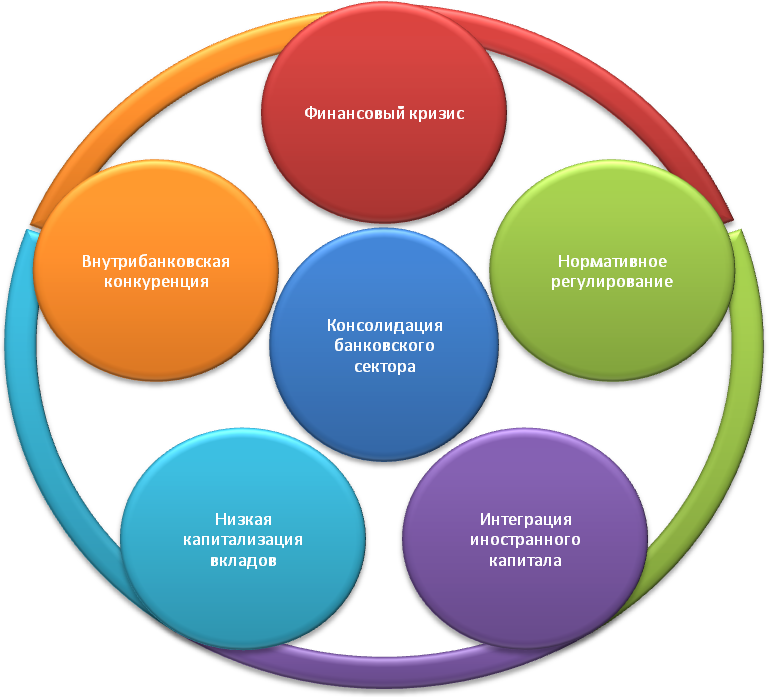 Финансовый кризис
Внутрибанковская
конкуренция
Нормативное
регулирование
Консолидация
банковского
сектора
Низкая
капитализация
вкладов
Интеграция
иностранного
капитала